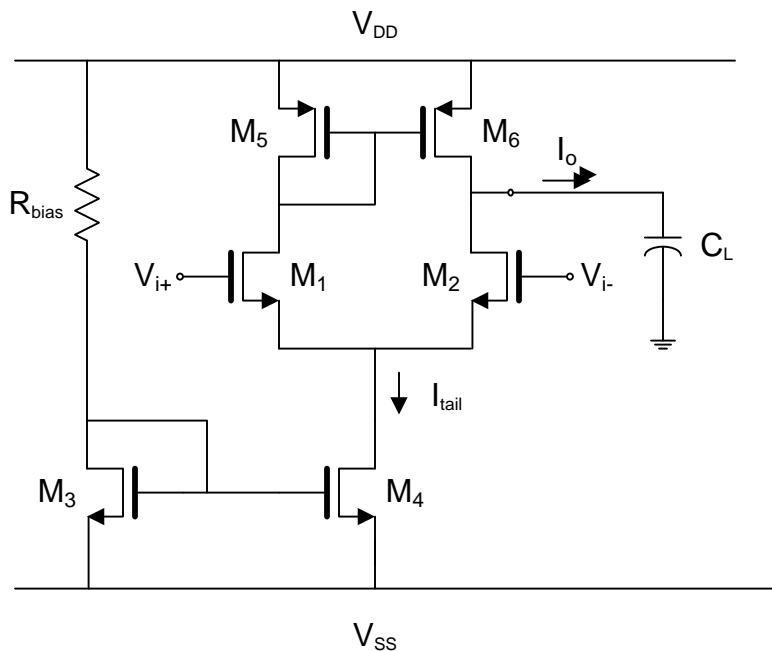 V_DD
M_5
M_6
I_o
R_bias
C_L
V_i+
M_1
M_2
V_i-
I_tail
M_3
M_4
V_SS